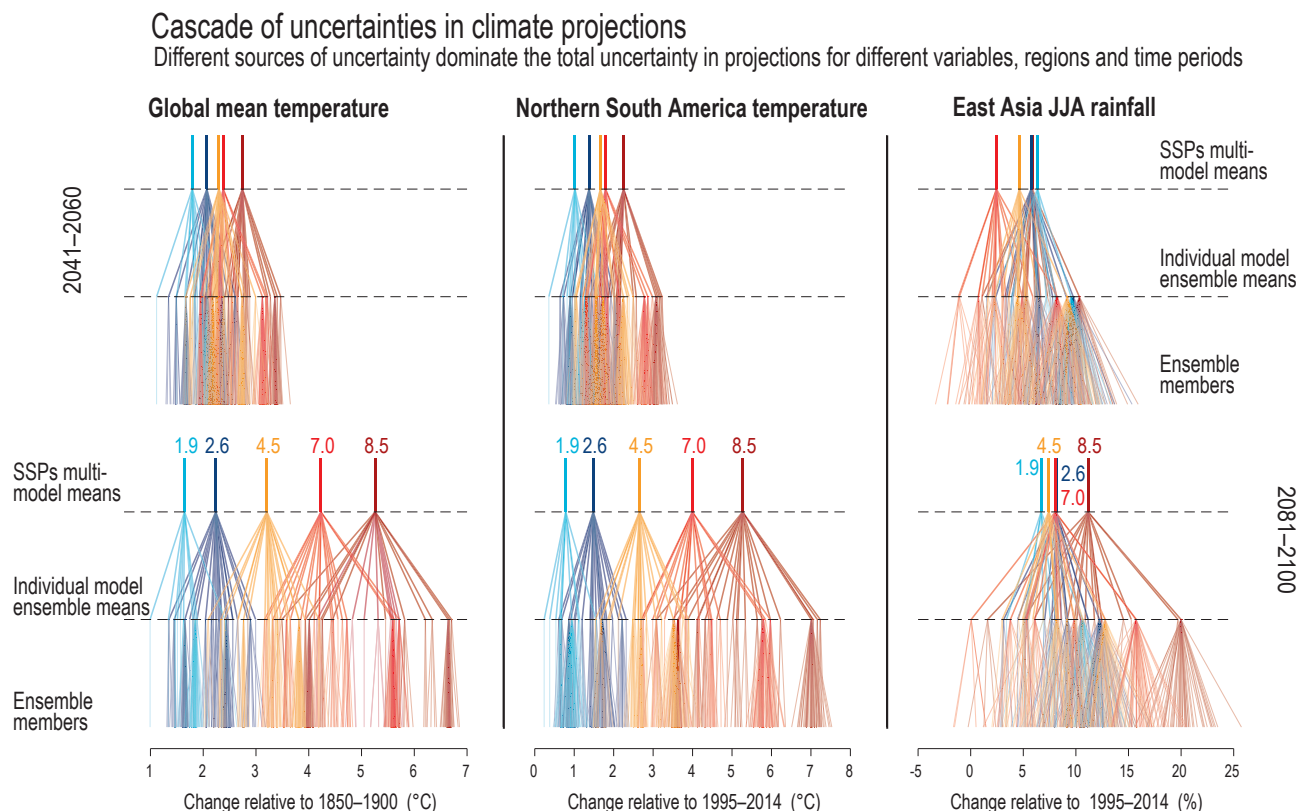 Cascade of uncertainties in climate projections
Different sources of uncertainty dominate the total uncertainty in projections for different variables, regions and time periods
Global mean temperature
Northern South America temperature
East Asia JJA rainfall
2041–2060
SSPs multi-
model means
Individual model
ensemble means
Ensemble
members
1.9 2.6 4.5 7.0 8.5
1.9 2.6 4.5 7.0 8.5
4.5 8.5
1.9 2.6
7.0
SSPs multi-
model means
Individual model
ensemble means
Ensemble
members
2081–2100
1 2 3 4 5 6 7
0 1 2 3 4 5 6 7 8
-5 0 5 10 15 20 25
Change relative to 1850–1900 (°C)
Change relative to 1995–2014 (°C)
Change relative to 1995–2014 (%)